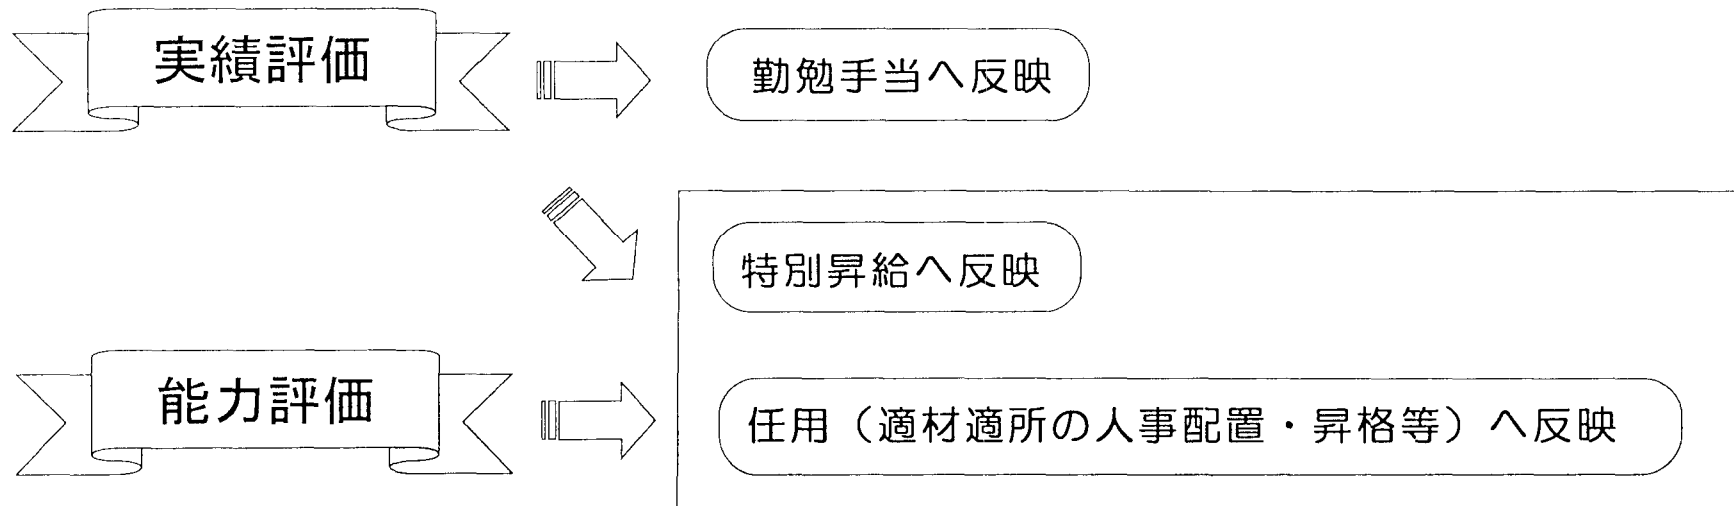 実績評価
勤勉手当へ反映
特別昇給へ反映
能力評価
任用（適材適所の人事配置・昇格等）へ反映